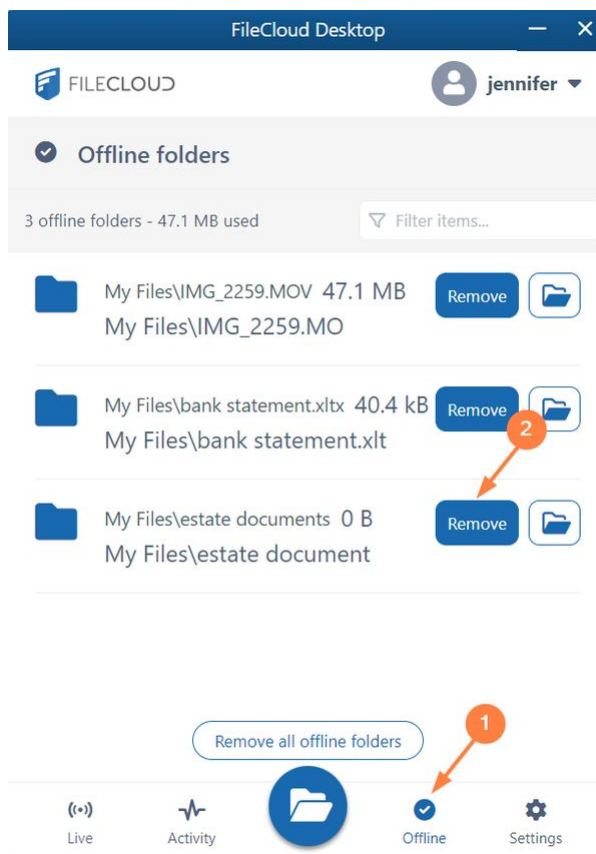 FileCloud Desktop
FILECLOUD
jennifer
Offline folders
3 offline folders - 47.1 MB used
Filter items...
My Files\IMG_2259.MOV 47.1 MB
Remove
My Files\IMG_2259.MO
My Files\bank statement.xltx 40.4 kB
Remove
2
My Files\bank statement.xlt
My Files\estate documents 0 B
Remove
My Files\estate document
1
Remove all offline folders
Live Activity Offline Settings